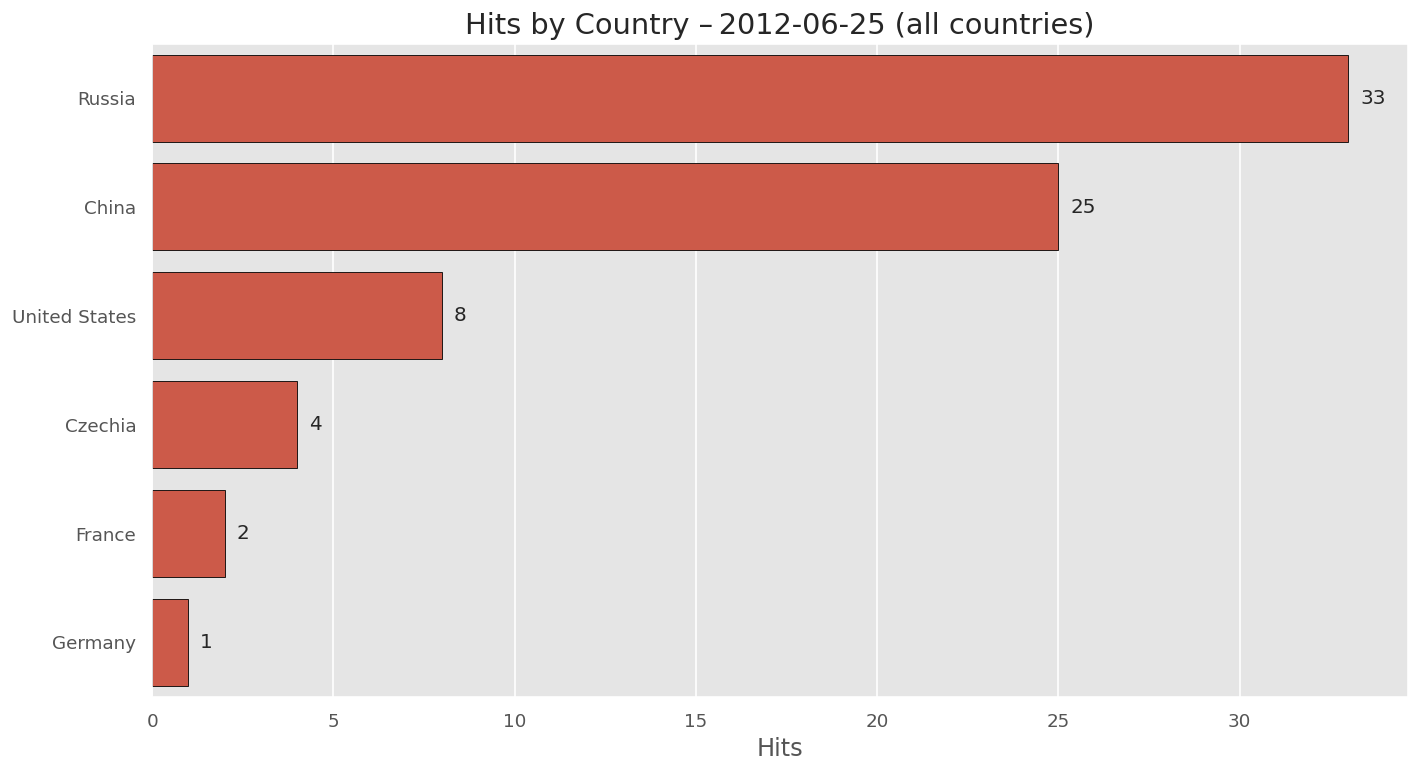 Hits by Country – 2012-06-25 (all countries)
Russia
33
China
25
United States
8
Czechia
4
France
2
Germany
1
0 5 10 15 20 25 30
Hits